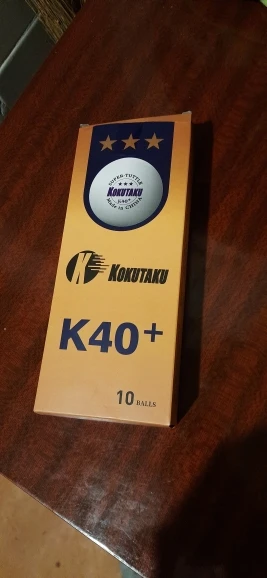 SUPER-TUTTLE
★★★
KOKUTAKU
K40+
Made in CHINA
K KOKUTAKU
K40+
10 BALLS